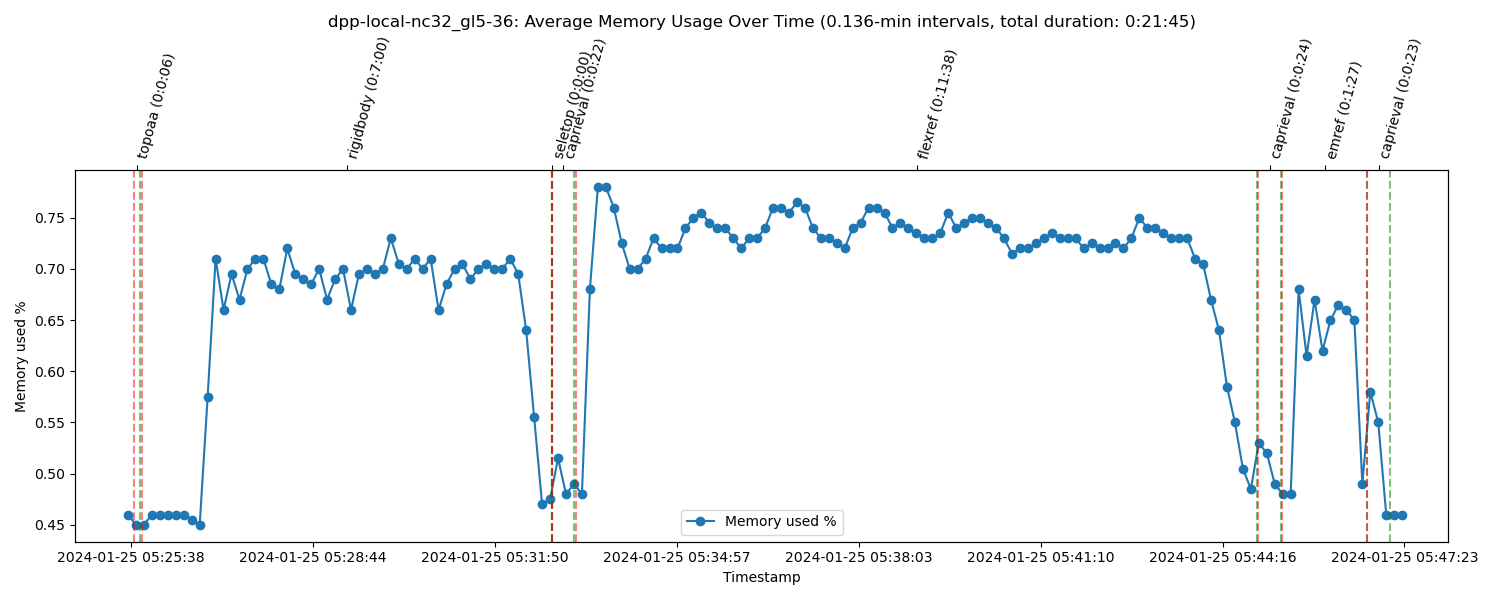 dpp-local-nc32_gl5-36: Average Memory Usage Over Time (0.136-min intervals, total duration: 0:21:45)
topoaa (0:0:06)
rigidbody (0:7:00)
seletop (0:0:00)
caprieval (0:0:22)
flexref (0:11:38)
caprieval (0:0:24)
emref (0:1:27)
caprieval (0:0:23)
Memory used %
0.75
0.70
0.65
0.60
0.55
0.50
0.45
Memory used %
2024-01-25 05:25:38
2024-01-25 05:28:44
2024-01-25 05:31:50
2024-01-25 05:34:57
2024-01-25 05:38:03
2024-01-25 05:41:10
2024-01-25 05:44:16
2024-01-25 05:47:23
Timestamp